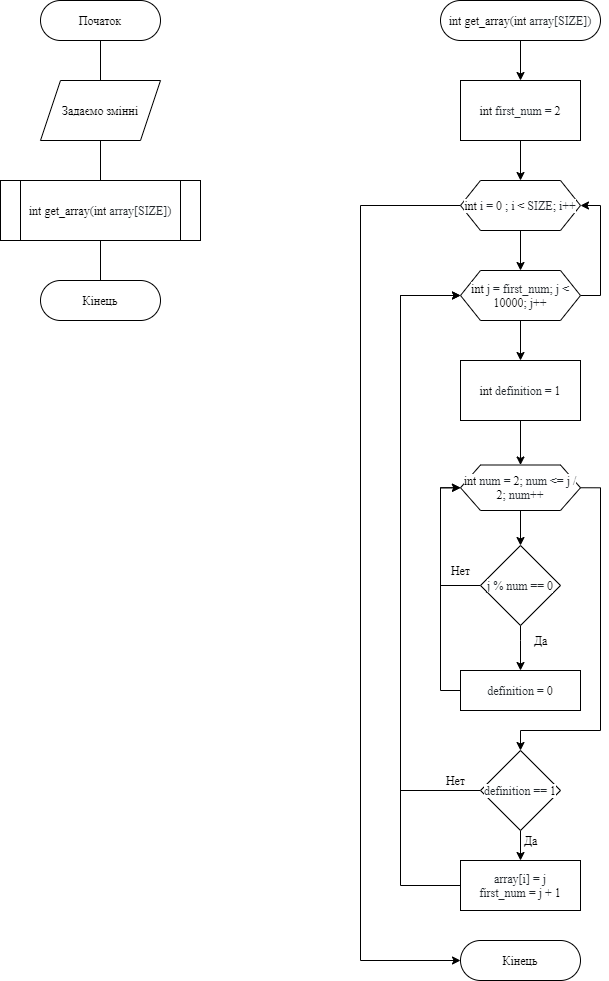 Початок
Задаємо змінні
int get_array(int array[SIZE])
Кінець
int get_array(int array[SIZE])
int first_num = 2
int i = 0 ; i < SIZE; i++
int j = first_num; j <
10000; j++
int definition = 1
int num = 2; num <= j /
2; num++
Нет
j % num == 0
Да
definition = 0
Нет
definition == 1
Да
array[i] = j
first_num = j + 1
Кінець